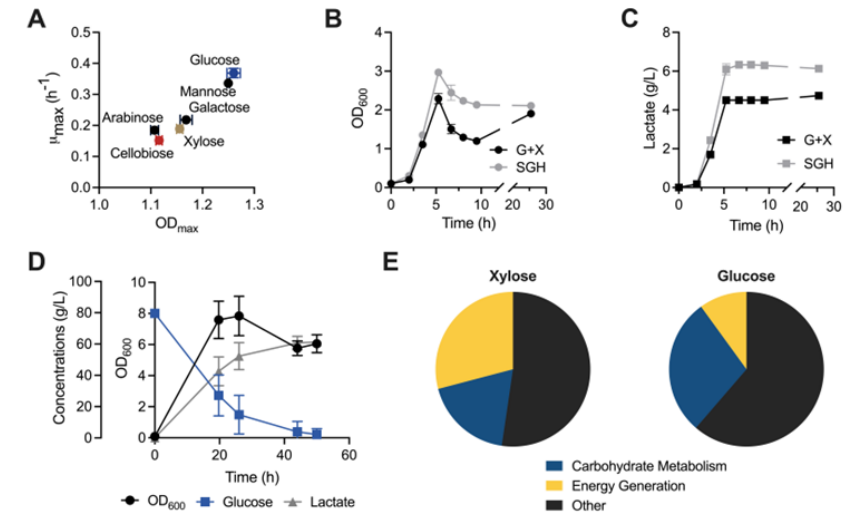 A
μmax (h⁻¹)
0.5
0.4
0.3
0.2
0.1
0.0
1.0 1.1 1.2 1.3
ODmax
Glucose
Mannose
Galactose
Arabinose
Xylose
Cellobiose
B
OD600
4
3
2
1
0
0 5 10 20 30
Time (h)
G+X
SGH
C
Lactate (g/L)
8
6
4
2
0
0 5 10 20 30
Time (h)
G+X
SGH
D
Concentrations (g/L)
100
80
60
40
20
0
OD600
10
8
6
4
2
0
0 20 40 60
Time (h)
OD600 Glucose Lactate
E
Xylose Glucose
Carbohydrate Metabolism
Energy Generation
Other